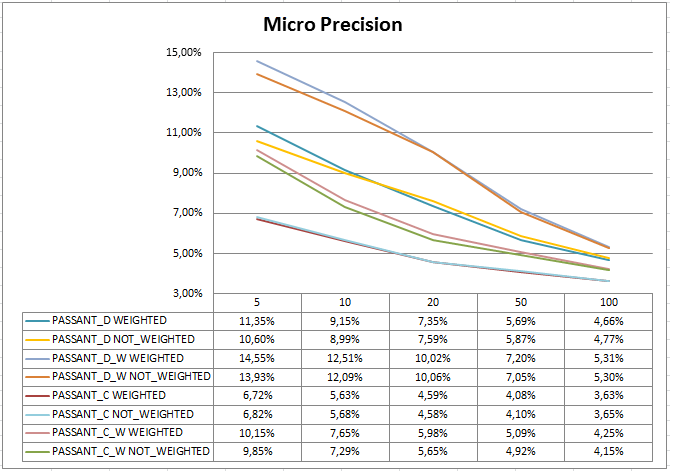 Micro Precision
15,00%
13,00%
11,00%
9,00%
7,00%
5,00%
3,00%
5 10 20 50 100
PASSANT_D WEIGHTED 11,35% 9,15% 7,35% 5,69% 4,66%
PASSANT_D NOT_WEIGHTED 10,60% 8,99% 7,59% 5,87% 4,77%
PASSANT_D_W WEIGHTED 14,55% 12,51% 10,02% 7,20% 5,31%
PASSANT_D_W NOT_WEIGHTED 13,93% 12,09% 10,06% 7,05% 5,30%
PASSANT_C WEIGHTED 6,72% 5,63% 4,59% 4,08% 3,63%
PASSANT_C NOT_WEIGHTED 6,82% 5,68% 4,58% 4,10% 3,65%
PASSANT_C_W WEIGHTED 10,15% 7,65% 5,98% 5,09% 4,25%
PASSANT_C_W NOT_WEIGHTED 9,85% 7,29% 5,65% 4,92% 4,15%